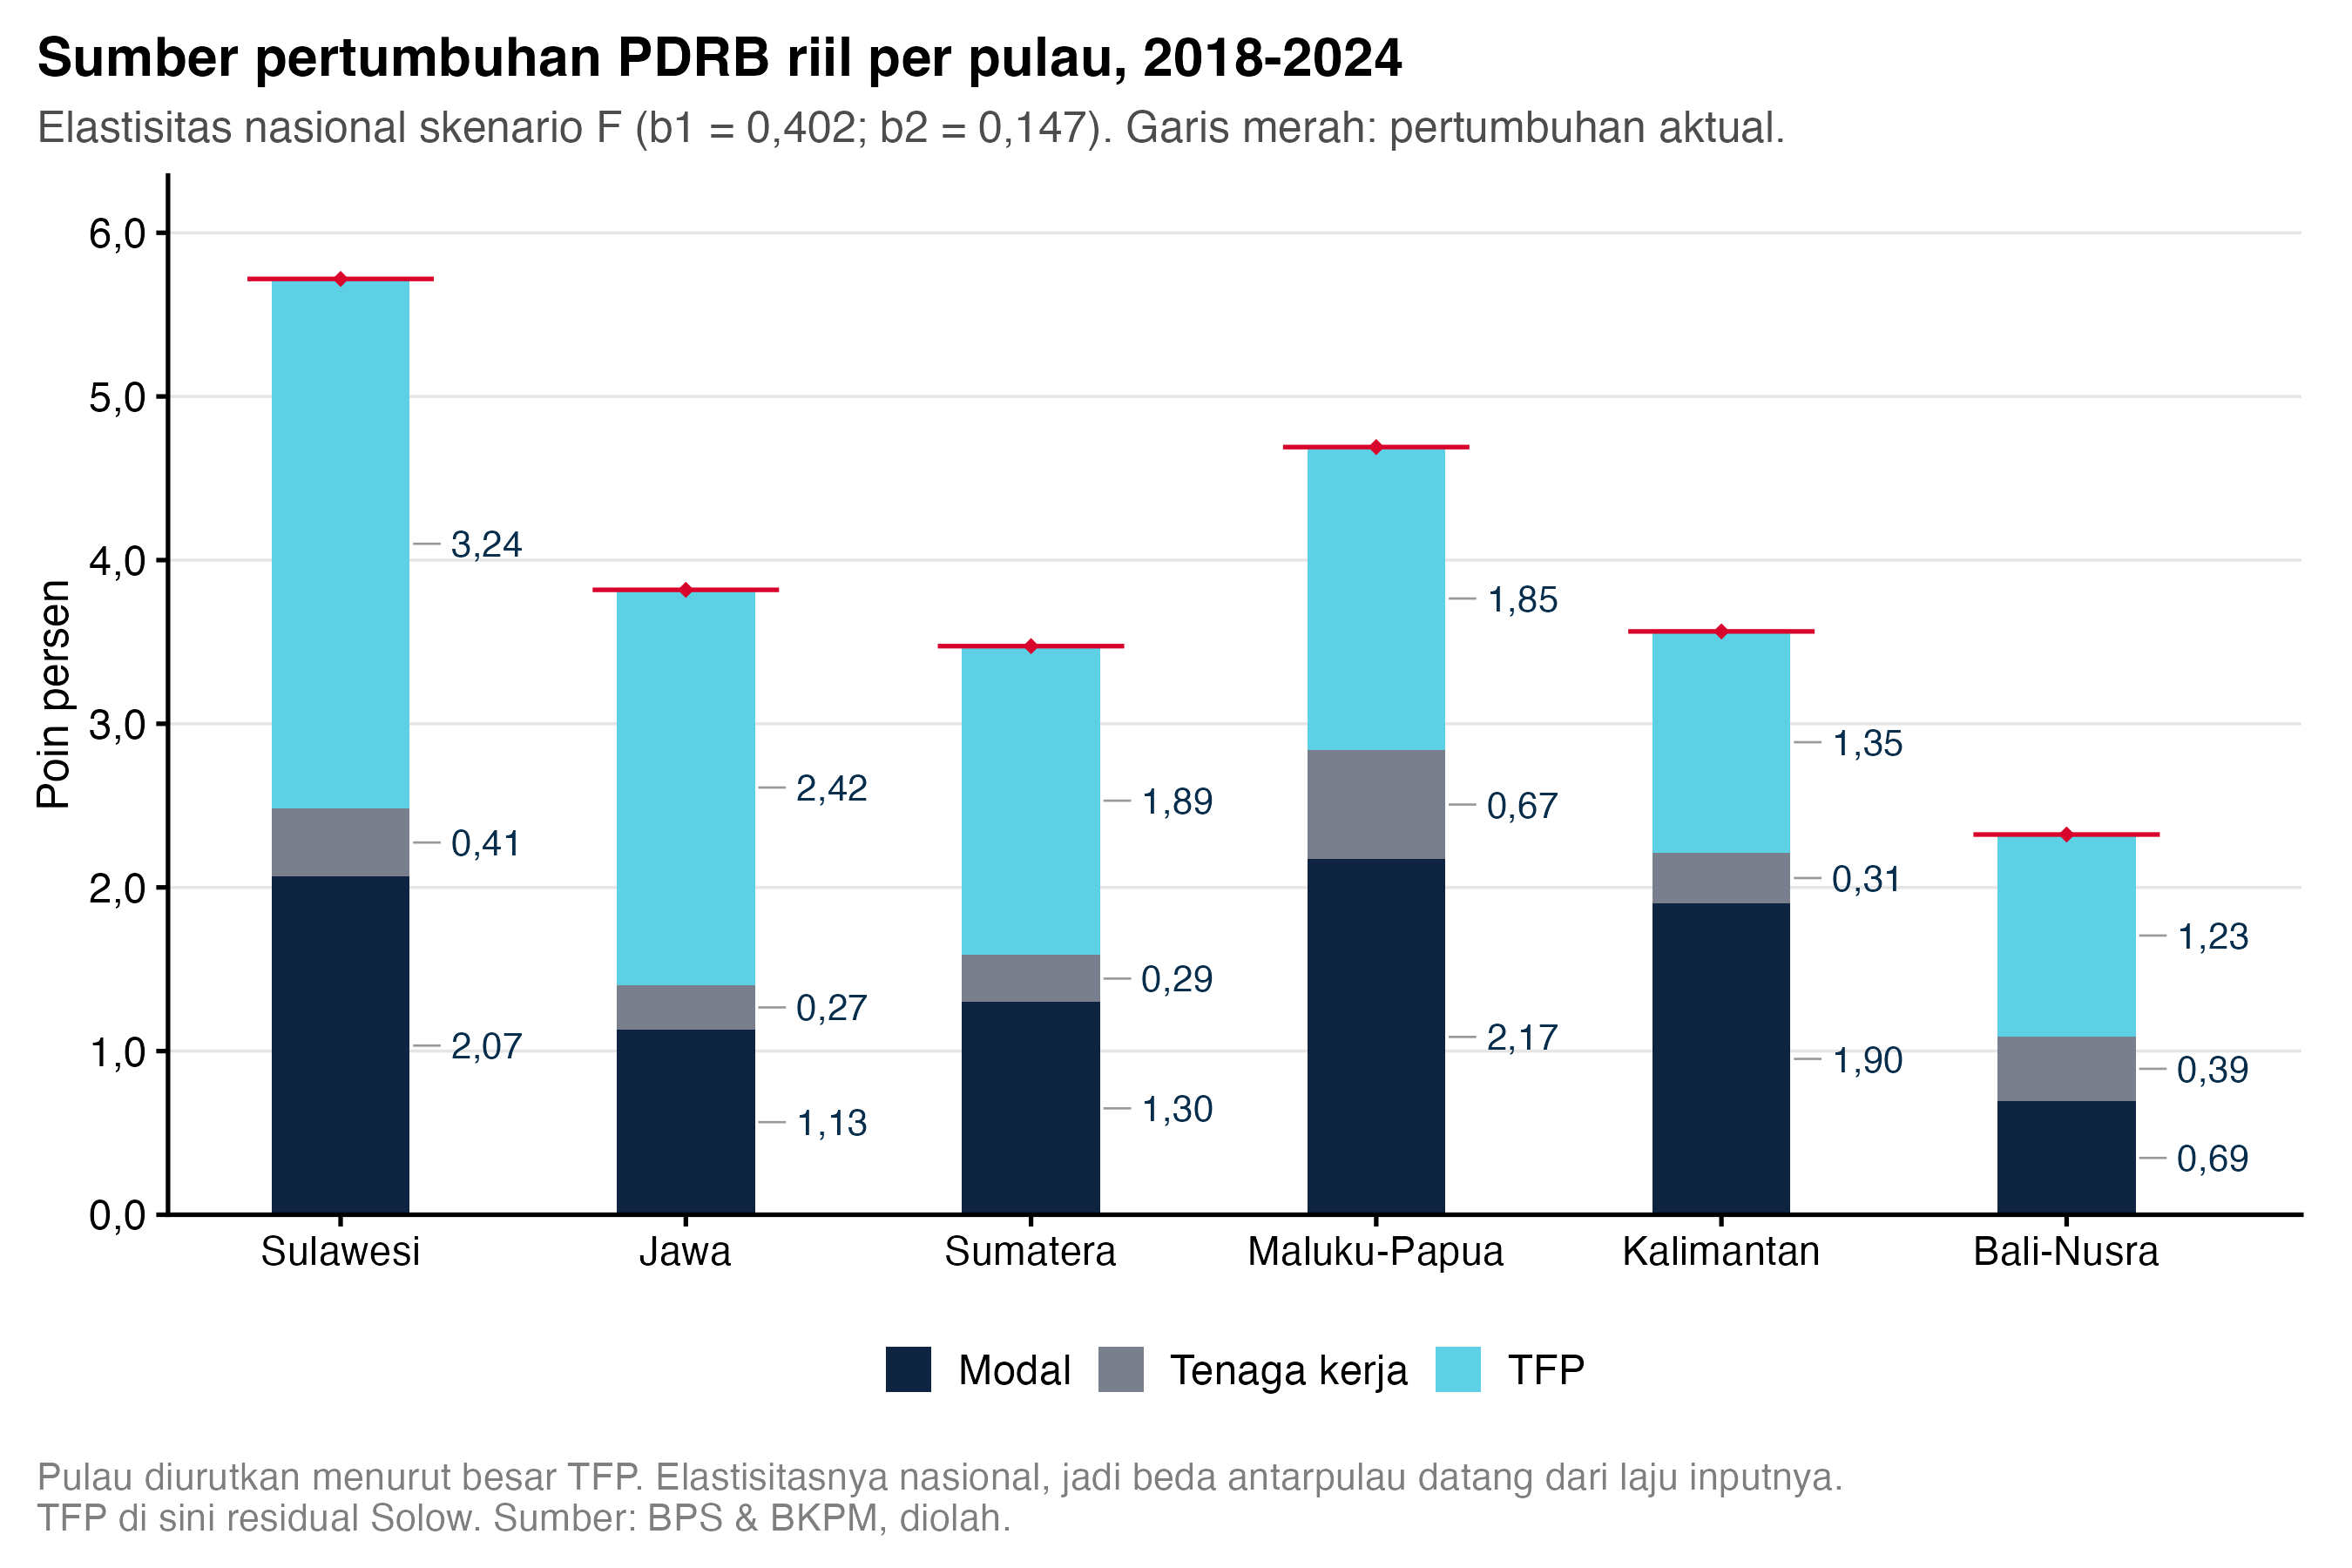 Sumber pertumbuhan PDRB riil per pulau, 2018-2024
Elastisitas nasional skenario F (b1 = 0,402; b2 = 0,147). Garis merah: pertumbuhan aktual.
Poin persen
6,0
5,0
4,0
3,0
2,0
1,0
0,0
3,24
0,41
2,07
2,42
0,27
1,13
1,89
0,29
1,30
1,85
0,67
2,17
1,35
0,31
1,90
1,23
0,39
0,69
Sulawesi
Jawa
Sumatera
Maluku-Papua
Kalimantan
Bali-Nusra
Modal
Tenaga kerja
TFP
Pulau diurutkan menurut besar TFP. Elastisitasnya nasional, jadi beda antarpulau datang dari laju inputnya.
TFP di sini residual Solow. Sumber: BPS & BKPM, diolah.